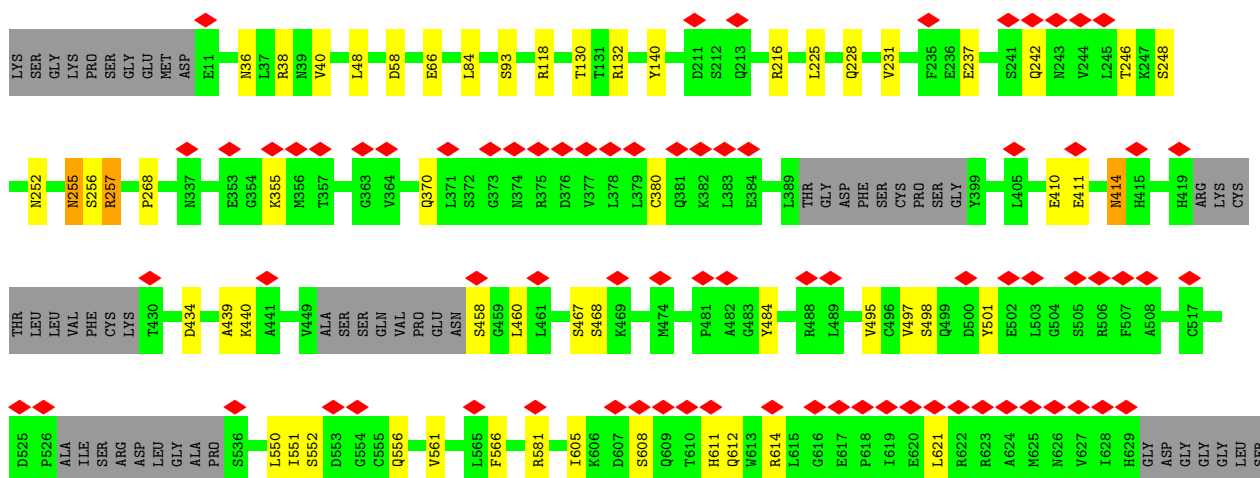 LYS SER GLY LYS PRO SER GLY GLU MET ASP E11 N36 L37 R38 N39 V40 L48 D58 E66 L84 S93 R118 T130 T131 R132 Y140 D211 S212 Q213 R216 L225 Q228 V231 F235 E236 E237 S241 Q242 N243 V244 L245 T246 K247 S248
N252 N255 S256 R257 P268 N337 E353 G354 K355 M356 T357 G363 V364 Q370 L371 S372 G373 N374 R375 D376 V377 L378 L379 C380 Q381 K382 L383 E384 L389 THR GLY ASP PHE SER CYS PRO SER GLY Y399 L405 E410 E411 N414 H415 H419 ARG LYS CYS
THR LEU LEU VAL PHE CYS LYS T430 D434 A439 K440 A441 V449 ALA SER SER GLN VAL PRO GLU ASN S458 G459 L460 L461 S467 S468 K469 M474 P481 A482 G483 Y484 R488 L489 V495 C496 V497 S498 Q499 D500 Y501 E502 L503 G504 S505 R506 F507 A508 C517
D525 P526 ALA ILE SER ARG ASP LEU GLY ALA PRO S536 L550 I551 S552 D553 G554 C555 Q556 V561 L565 F566 R581 I605 K606 D607 S608 Q609 T610 H611 Q612 W613 R614 L615 G616 E617 P618 I619 E620 L621 R622 R623 A624 M625 N626 V627 I628 H629 GLY ASP GLY GLY GLY LEU SER